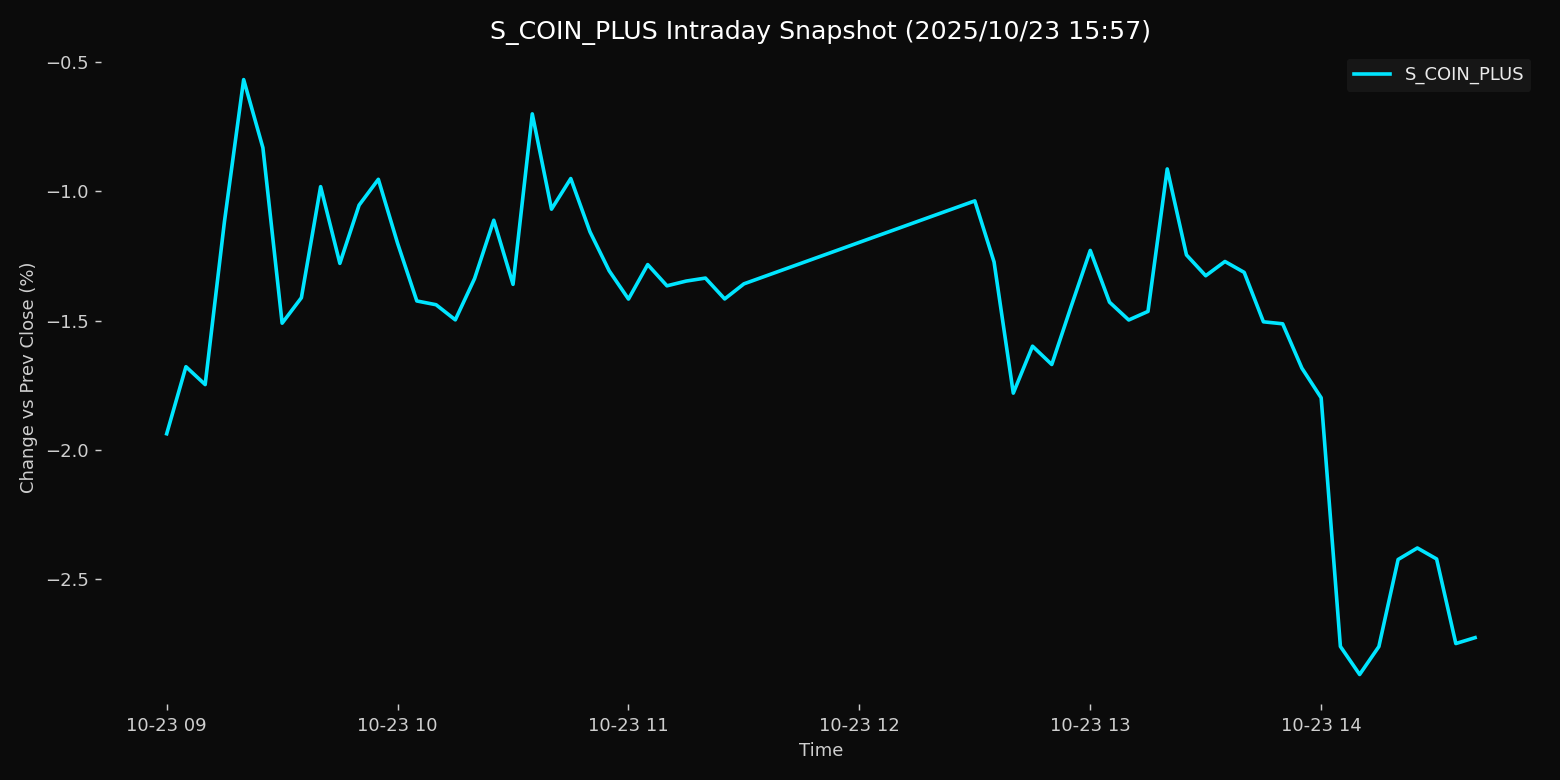 S_COIN_PLUS Intraday Snapshot (2025/10/23 15:57)
S_COIN_PLUS
Change vs Prev Close (%)
−0.5
−1.0
−1.5
−2.0
−2.5
10-23 09
10-23 10
10-23 11
10-23 12
10-23 13
10-23 14
Time